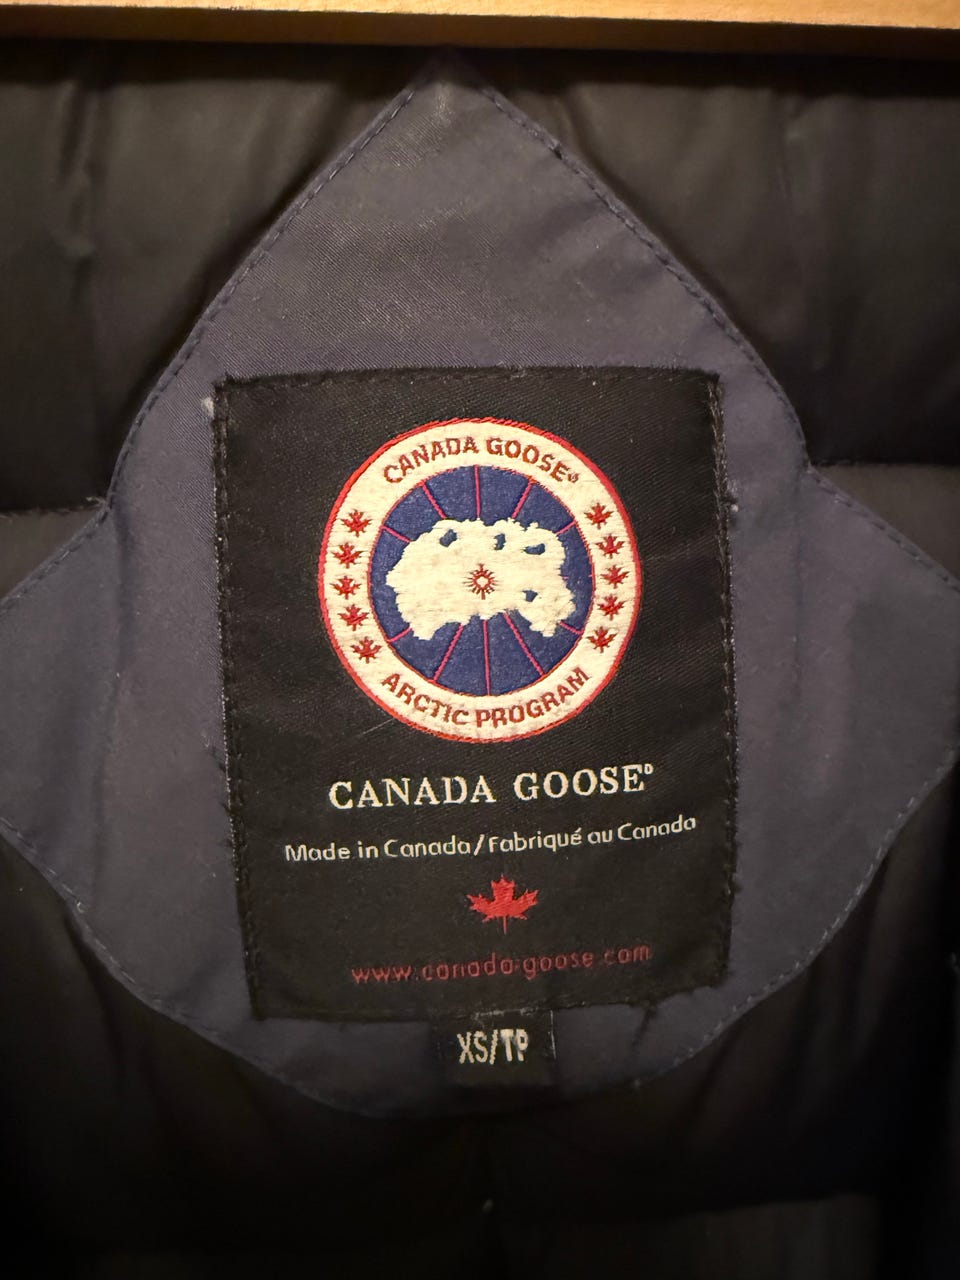 CANADA GOOSE®
ARCTIC PROGRAM
CANADA GOOSE®
Made in Canada/Fabriqué au Canada
www.canada-goose.com
XS/TP